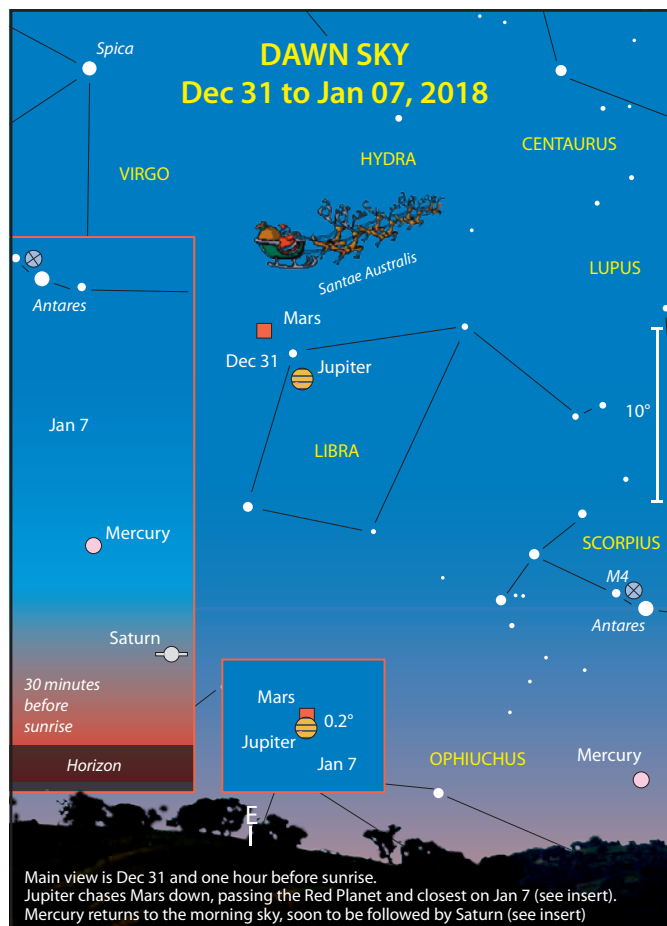 Spica
DAWN SKY
Dec 31 to Jan 07, 2018
CENTAURUS
HYDRA
VIRGO
LUPUS
Santae Australis
Antares
Mars
Dec 31
Jupiter
10°
Jan 7
LIBRA
Mercury
SCORPIUS
M4
Antares
Saturn
30 minutes
before
sunrise
Horizon
Mars
0.2°
Jupiter
Jan 7
OPHIUCHUS
Mercury
E
Main view is Dec 31 and one hour before sunrise.
Jupiter chases Mars down, passing the Red Planet and closest on Jan 7 (see insert).
Mercury returns to the morning sky, soon to be followed by Saturn (see insert)